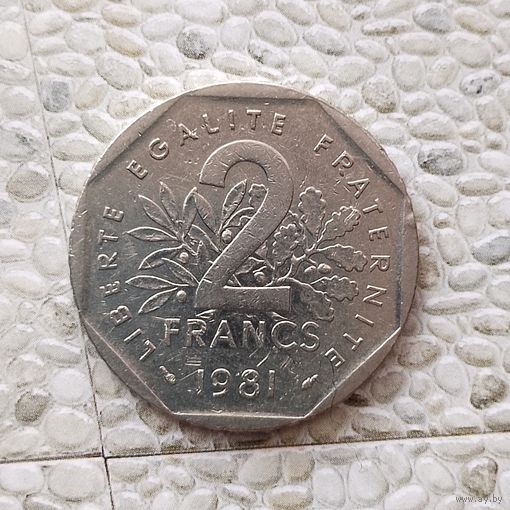 LIBERTE EGALITE FRATERNITE
2
FRANCS
1981
www.ay.by